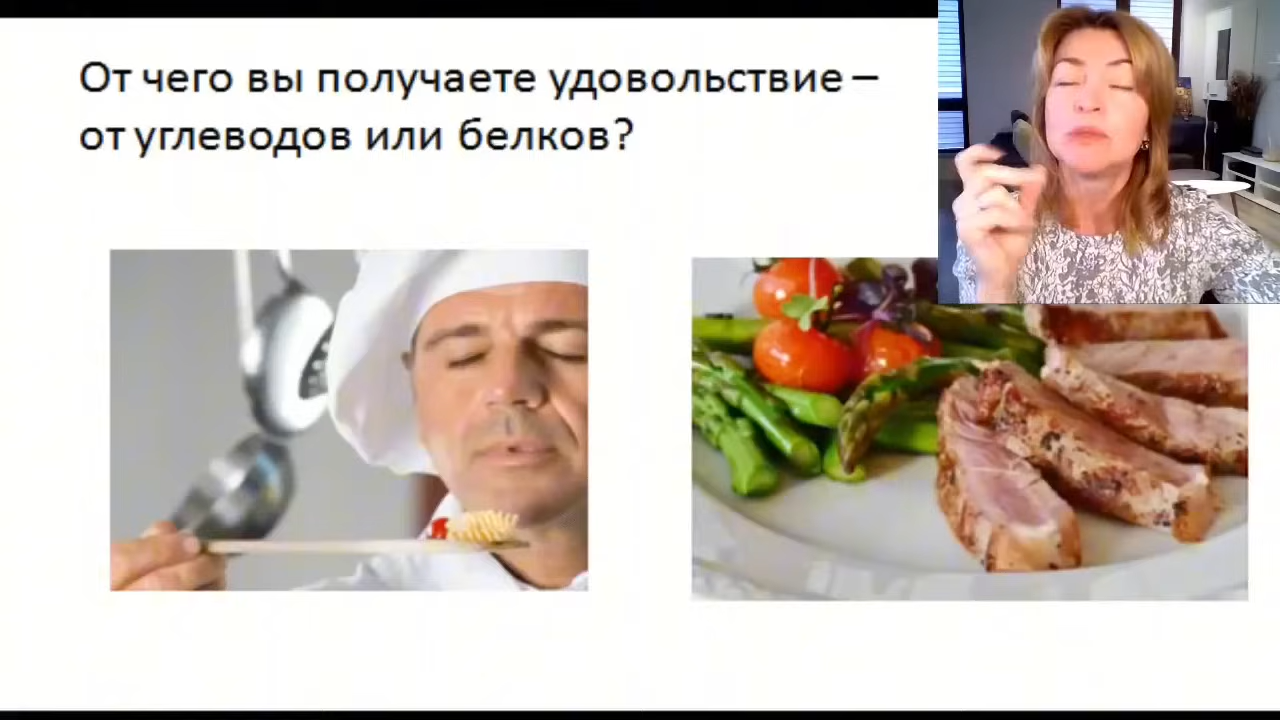 От чего вы получаете удовольствие –
от углеводов или белков?